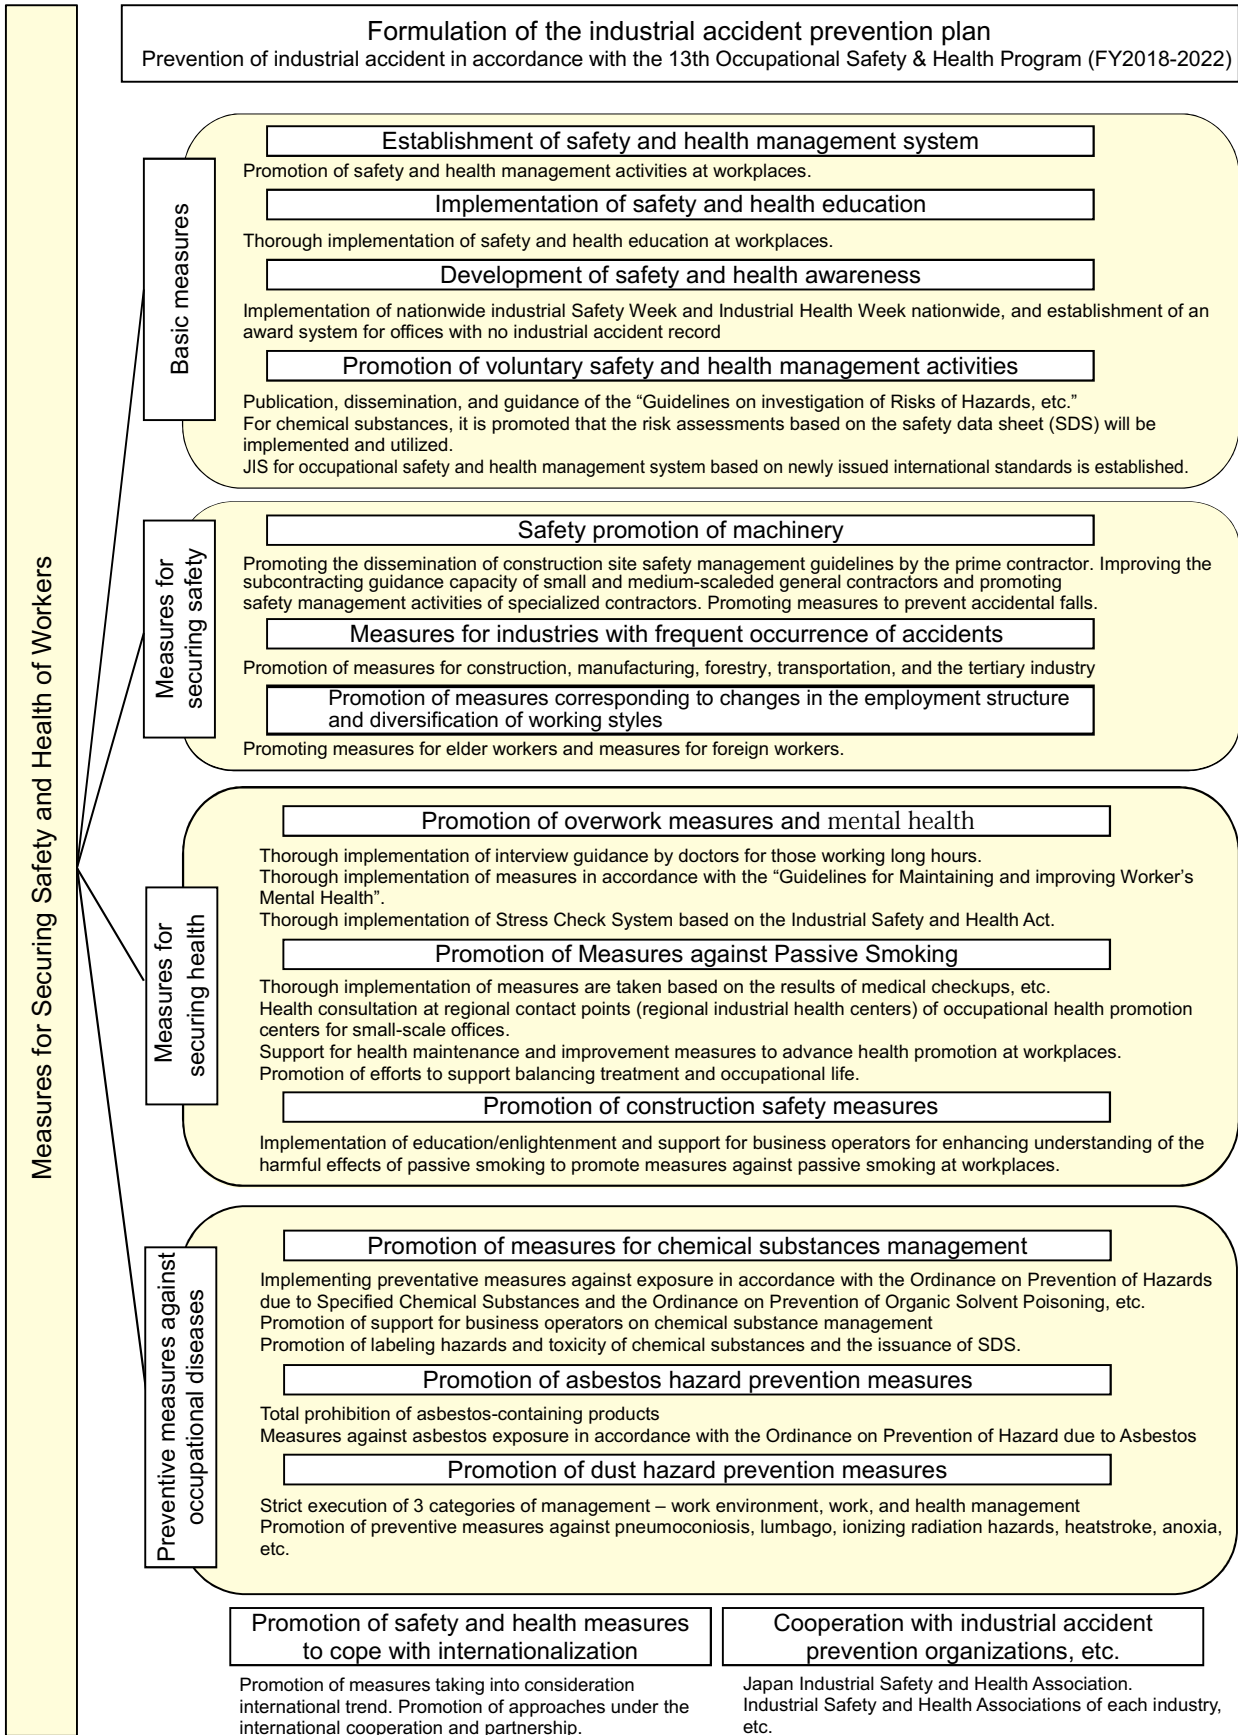 Formulation of the industrial accident prevention plan
Prevention of industrial accident in accordance with the 13th Occupational Safety & Health Program (FY2018-2022)
Measures for Securing Safety and Health of Workers
Basic measures
Establishment of safety and health management system
Promotion of safety and health management activities at workplaces.
Implementation of safety and health education
Thorough implementation of safety and health education at workplaces.
Development of safety and health awareness
Implementation of nationwide industrial Safety Week and Industrial Health Week nationwide, and establishment of an
award system for offices with no industrial accident record
Promotion of voluntary safety and health management activities
Publication, dissemination, and guidance of the “Guidelines on investigation of Risks of Hazards, etc.”
For chemical substances, it is promoted that the risk assessments based on the safety data sheet (SDS) will be
implemented and utilized.
JIS for occupational safety and health management system based on newly issued international standards is established.
Measures for
securing safety
Safety promotion of machinery
Promoting the dissemination of construction site safety management guidelines by the prime contractor. Improving the
subcontracting guidance capacity of small and medium-scaleded general contractors and promoting
safety management activities of specialized contractors. Promoting measures to prevent accidental falls.
Measures for industries with frequent occurrence of accidents
Promotion of measures for construction, manufacturing, forestry, transportation, and the tertiary industry
Promotion of measures corresponding to changes in the employment structure
and diversification of working styles
Promoting measures for elder workers and measures for foreign workers.
Measures for
securing health
Promotion of overwork measures and mental health
Thorough implementation of interview guidance by doctors for those working long hours.
Thorough implementation of measures in accordance with the “Guidelines for Maintaining and improving Worker’s
Mental Health”.
Thorough implementation of Stress Check System based on the Industrial Safety and Health Act.
Promotion of Measures against Passive Smoking
Thorough implementation of measures are taken based on the results of medical checkups, etc.
Health consultation at regional contact points (regional industrial health centers) of occupational health promotion
centers for small-scale offices.
Support for health maintenance and improvement measures to advance health promotion at workplaces.
Promotion of efforts to support balancing treatment and occupational life.
Promotion of construction safety measures
Implementation of education/enlightenment and support for business operators for enhancing understanding of the
harmful effects of passive smoking to promote measures against passive smoking at workplaces.
Preventive measures against
occupational diseases
Promotion of measures for chemical substances management
Implementing preventative measures against exposure in accordance with the Ordinance on Prevention of Hazards
due to Specified Chemical Substances and the Ordinance on Prevention of Organic Solvent Poisoning, etc.
Promotion of support for business operators on chemical substance management
Promotion of labeling hazards and toxicity of chemical substances and the issuance of SDS.
Promotion of asbestos hazard prevention measures
Total prohibition of asbestos-containing products
Measures against asbestos exposure in accordance with the Ordinance on Prevention of Hazard due to Asbestos
Promotion of dust hazard prevention measures
Strict execution of 3 categories of management – work environment, work, and health management
Promotion of preventive measures against pneumoconiosis, lumbago, ionizing radiation hazards, heatstroke, anoxia,
etc.
Promotion of safety and health measures
to cope with internationalization
Promotion of measures taking into consideration
international trend. Promotion of approaches under the
international cooperation and partnership.
Cooperation with industrial accident
prevention organizations, etc.
Japan Industrial Safety and Health Association.
Industrial Safety and Health Associations of each industry,
etc.